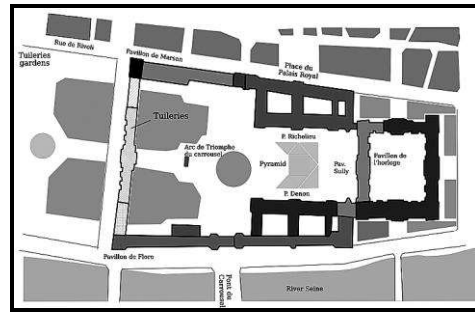 Rue de Rivoli
Pavillon de Marsan
Tuileries
gardens
Place du
Palais Royal
Tuileries
Arc de Triomphe
du carrousel
P. Richelieu
Pyramid
Pav.
Sully
Pavillon de
l'horloge
P. Denon
Pavillon de Flore
Pont du
Carrousel
River Seine